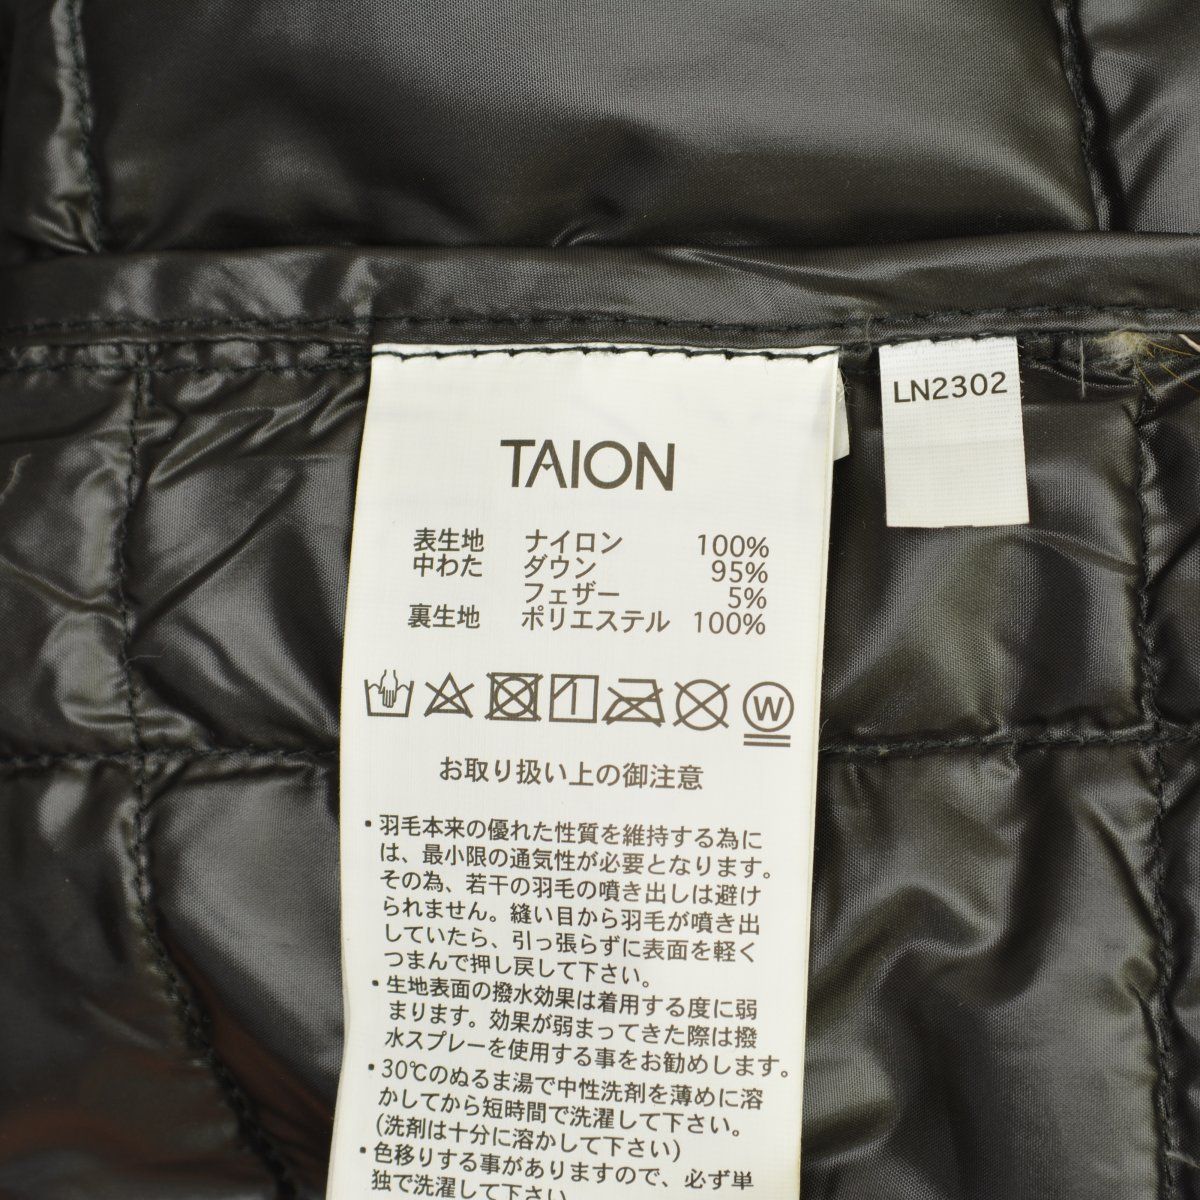 LN2302
TAION
表生地 ナイロン 100%
中わた ダウン 95%
フェザー 5%
裏生地 ポリエステル 100%
W
お取り扱い上の御注意
・羽毛本来の優れた性質を維持する為に
は、最小限の通気性が必要となります。
その為、若干の羽毛の噴き出しは避け
られません。縫い目から羽毛が噴き出
していたら、引っ張らずに表面を軽く
つまんで押し戻して下さい。
・生地表面の撥水効果は着用する度に弱
まります。効果が弱まってきた際は撥
水スプレーを使用する事をお勧めします。
・30℃のぬるま湯で中性洗剤を薄めに溶
かしてから短時間で洗濯して下さい。
(洗剤は十分に溶かして下さい)
・色移りする事がありますので、必ず単
独で洗濯して下さい